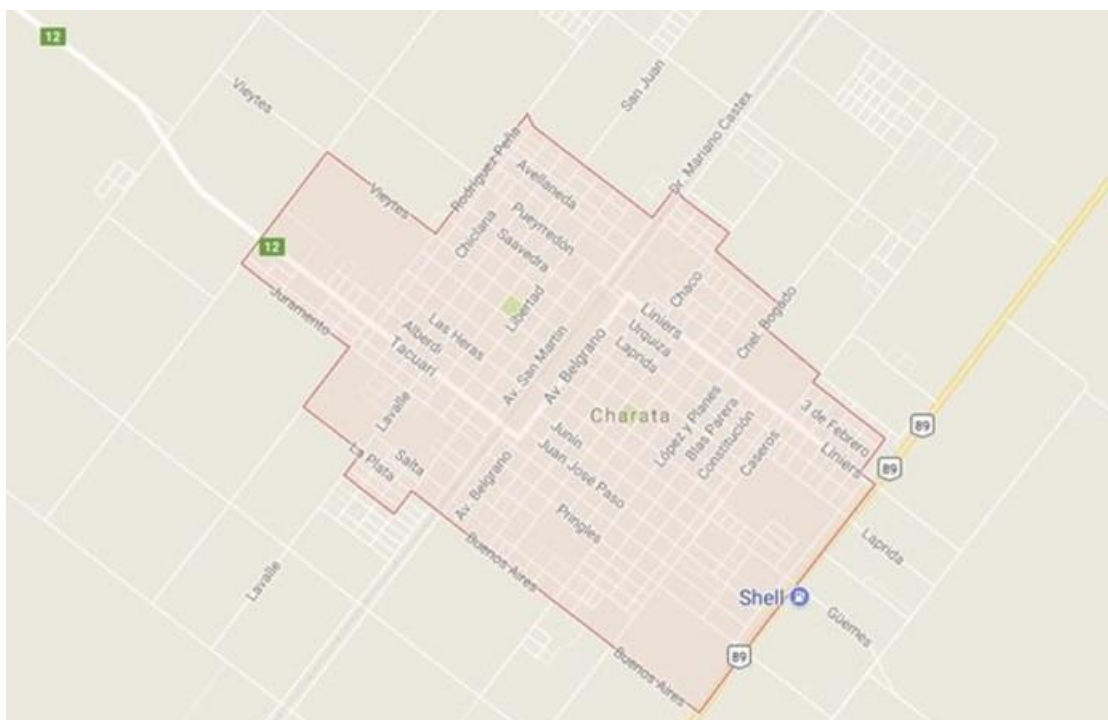 12
Vieytes
San Juan
Dr. Mariano Castex
Rodriguez Peña
Avellaneda
Vieytes
Pueyrredón
Chiclana
Saavedra
12
Chaco
Cnel. Bogado
Juramento
Libertad
Liniers
Las Heras
Urquiza
Alberdi
Av. San Martín
Av. Belgrano
Laprida
Tacuarí
Charata
López y Planes
Blas Parera
3 de Febrero
Lavalle
Constitución
89
Junín
Caseros
Liniers
La Plata
Salta
Juan José Paso
89
Av. Belgrano
Pringles
Laprida
Buenos Aires
Lavalle
Shell
Güemes
89
Buenos Aires